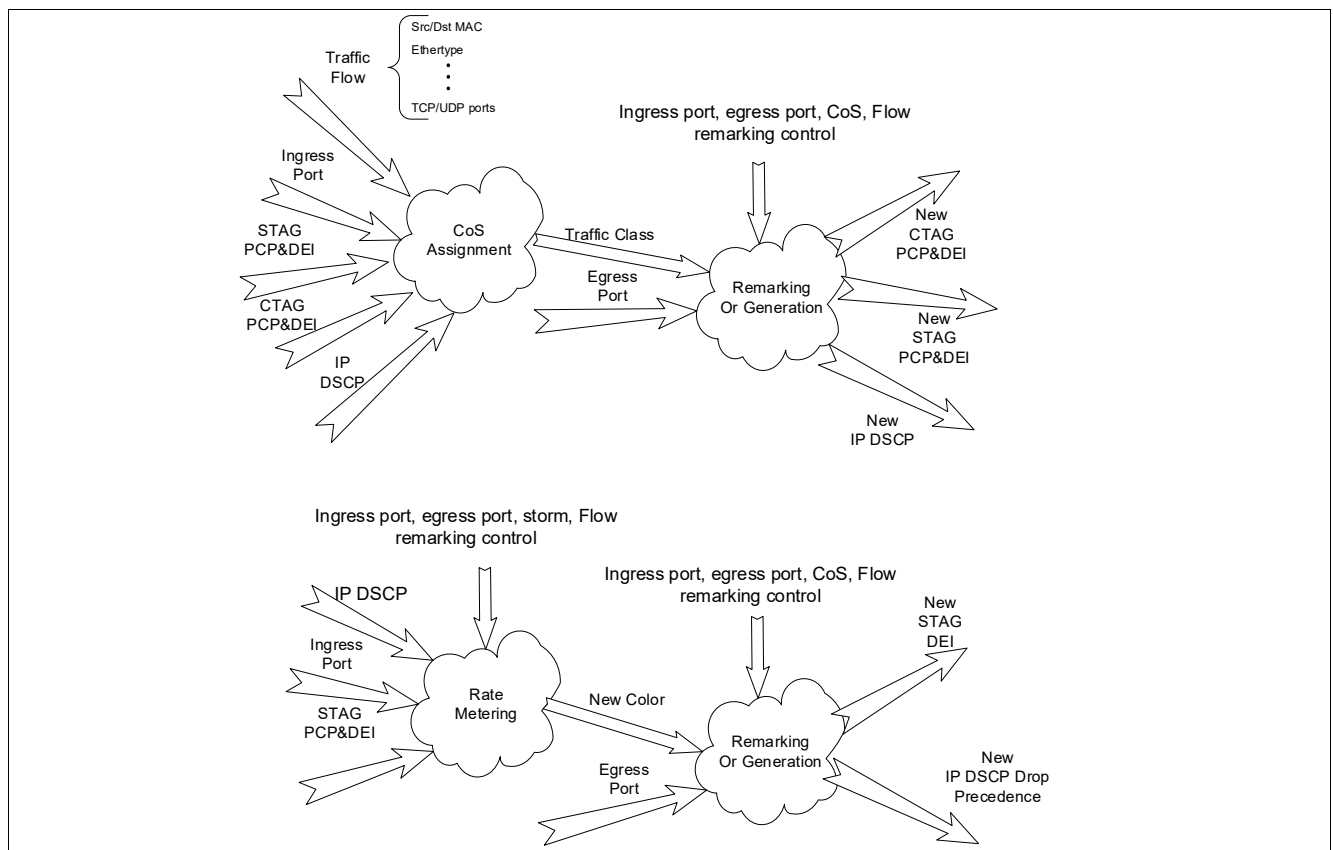 Src/Dst MAC
Traffic
Flow
Ethertype
TCP/UDP ports
Ingress port, egress port, CoS, Flow
remarking control
Ingress
Port
STAG
PCP&DEI
CoS
Assignment
Traffic Class
New
CTAG
PCP&DEI
Egress
Port
Remarking
Or Generation
CTAG
PCP&DEI
New
STAG
PCP&DEI
IP
DSCP
New
IP DSCP
Ingress port, egress port, storm, Flow
remarking control
Ingress port, egress port, CoS, Flow
remarking control
IP DSCP
New
STAG
DEI
Ingress
Port
Rate
Metering
New Color
STAG
PCP&DEI
Remarking
Or Generation
Egress
Port
New
IP DSCP Drop
Precedence